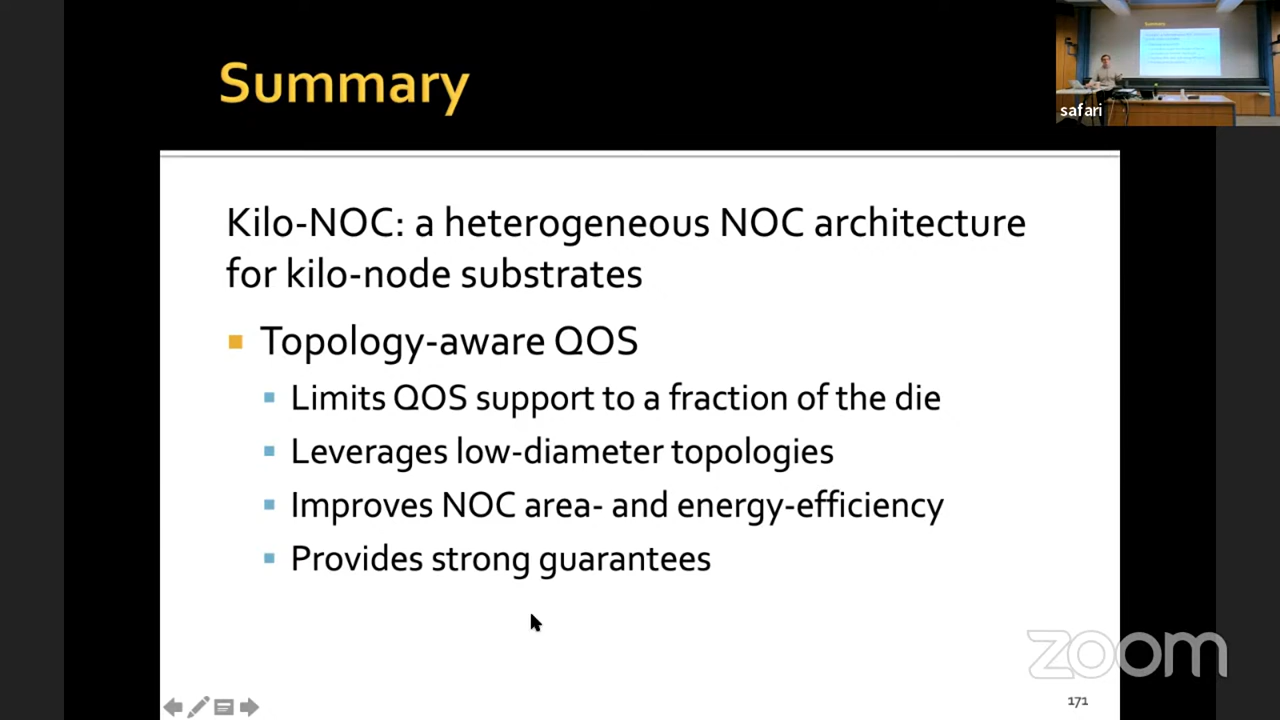 Summary
safari
Kilo-NOC: a heterogeneous NOC architecture
for kilo-node substrates
Topology-aware QOS
Limits QOS support to a fraction of the die
Leverages low-diameter topologies
Improves NOC area- and energy-efficiency
Provides strong guarantees
zoom
171